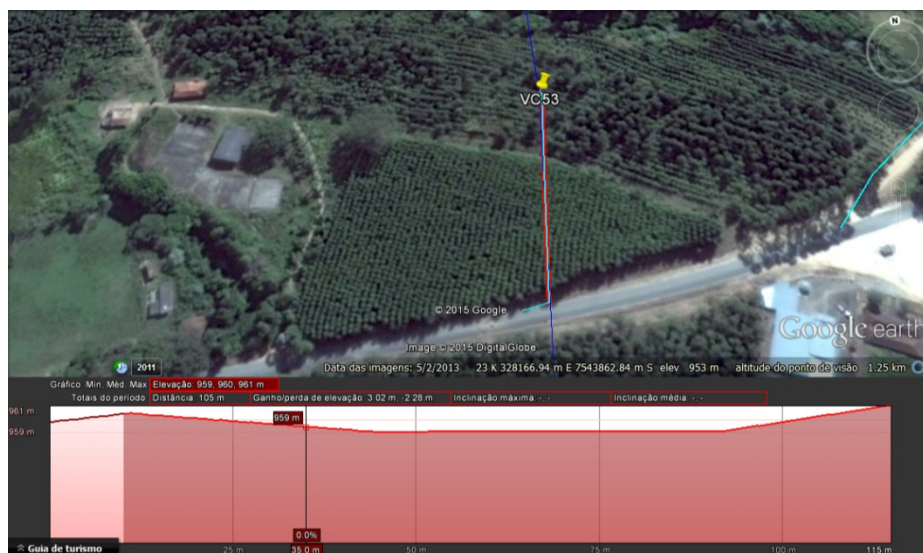 N
VC53
© 2015 Google
Image © 2015 DigitalGlobe
Google earth
2011
Data das imagens: 5/2/2013 23 K 328166.94 m E 7543862.84 m S elev 953 m altitude do ponto de visão 1.25 km
Gráfico: Min, Méd, Max Elevação: 959, 960, 961 m
Totais do período: Distância: 105 m Ganho/perda de elevação: 3.02 m, -2.28 m Inclinação máxima: -, - Inclinação média: -, -
961 m
959 m
959 m
0.0%
Guia de turismo
25 m 35.0 m 50 m 75 m 100 m 115 m